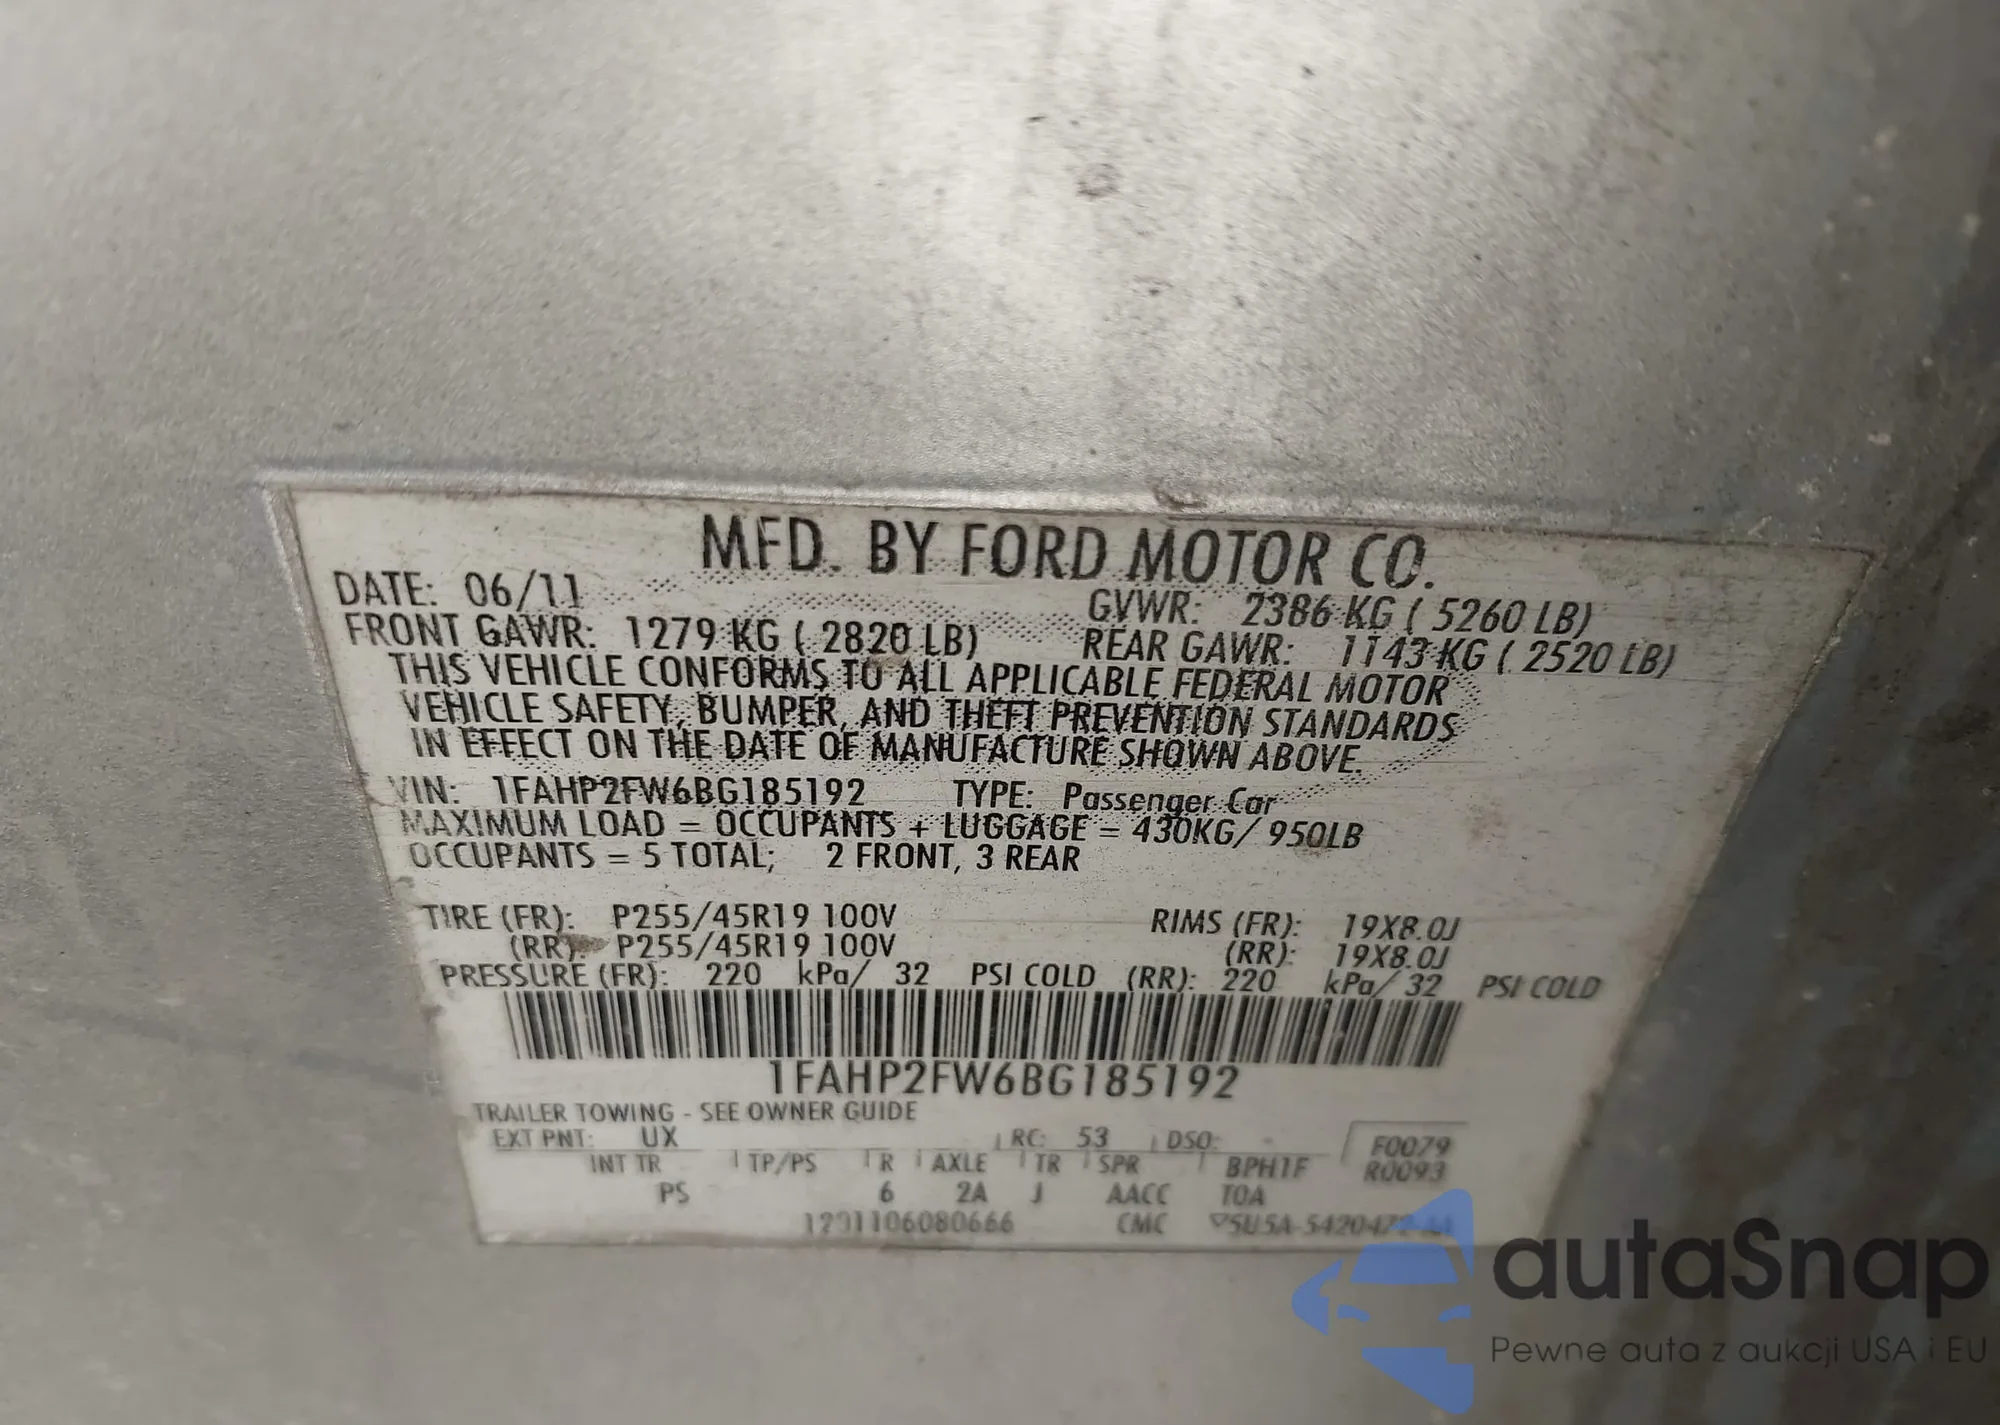 MFD. BY FORD MOTOR CO.
DATE: 06/11 GVWR: 2386 KG ( 5260 LB)
FRONT GAWR: 1279 KG ( 2820 LB) REAR GAWR: 1143 KG ( 2520 LB)
THIS VEHICLE CONFORMS TO ALL APPLICABLE FEDERAL MOTOR
VEHICLE SAFETY, BUMPER, AND THEFT PREVENTION STANDARDS
IN EFFECT ON THE DATE OF MANUFACTURE SHOWN ABOVE.
VIN: 1FAHP2FW6BG185192 TYPE: Passenger Car
MAXIMUM LOAD = OCCUPANTS + LUGGAGE = 430KG/ 950LB
OCCUPANTS = 5 TOTAL; 2 FRONT, 3 REAR
TIRE (FR): P255/45R19 100V RIMS (FR): 19X8.0J
(RR): P255/45R19 100V (RR): 19X8.0J
PRESSURE (FR): 220 kPa/ 32 PSI COLD (RR): 220 kPa/ 32 PSI COLD
1FAHP2FW6BG185192
TRAILER TOWING - SEE OWNER GUIDE
EXT PNT: UX RC: 53 DSO: F0079
INT TR TP/PS R AXLE TR SPR BPH1F R0093
PS 6 2A J AACC TOA
1201106080666 CMC
autaSnap
Pewne auta z aukcji USA i EU